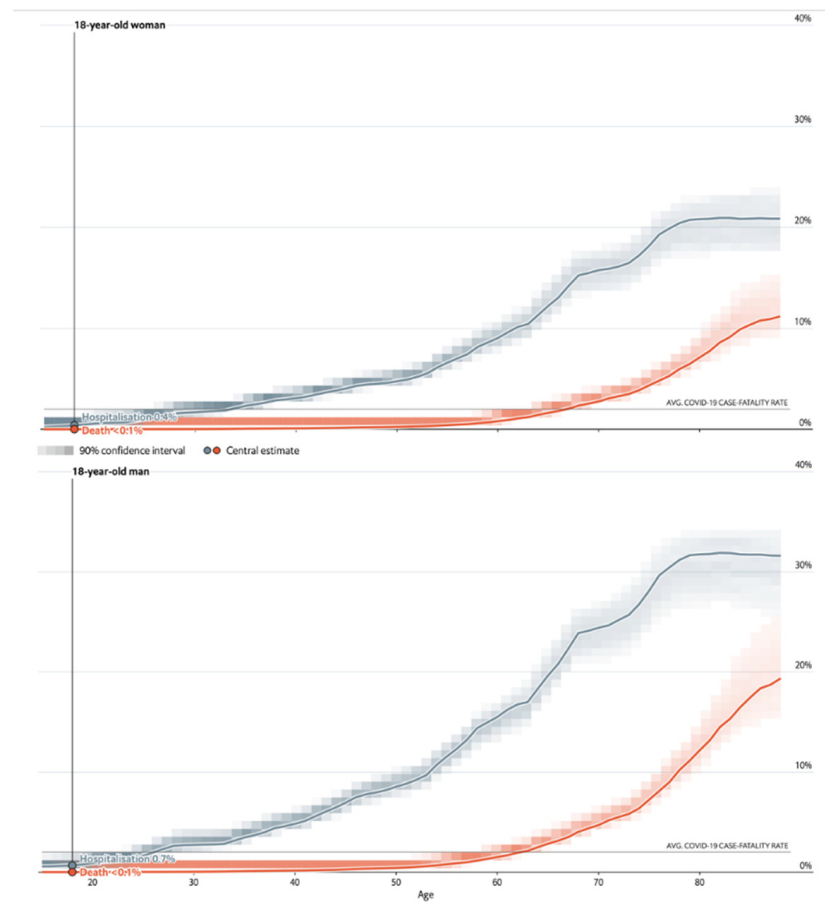 18-year-old woman
40%
30%
20%
10%
AVG. COVID-19 CASE-FATALITY RATE
Hospitalisation 0.4%
0%
Death <0.1%
90% confidence interval Central estimate
18-year-old man
40%
30%
20%
10%
AVG. COVID-19 CASE-FATALITY RATE
Hospitalisation 0.7%
0%
Death <0.1%
20 30 40 50 60 70 80
Age